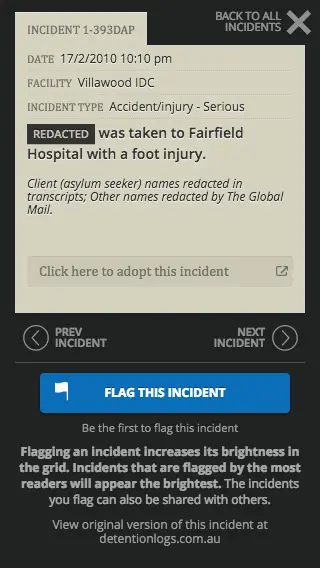 INCIDENT 1-393DAP
BACK TO ALL
INCIDENTS
DATE 17/2/2010 10:10 pm
FACILITY Villawood IDC
INCIDENT TYPE Accident/injury - Serious
REDACTED was taken to Fairfield
Hospital with a foot injury.
Client (asylum seeker) names redacted in
transcripts; Other names redacted by The Global
Mail.
Click here to adopt this incident
PREV
INCIDENT
NEXT
INCIDENT
FLAG THIS INCIDENT
Be the first to flag this incident
Flagging an incident increases its brightness in
the grid. Incidents that are flagged by the most
readers will appear the brightest. The incidents
you flag can also be shared with others.
View original version of this incident at
detentionlogs.com.au